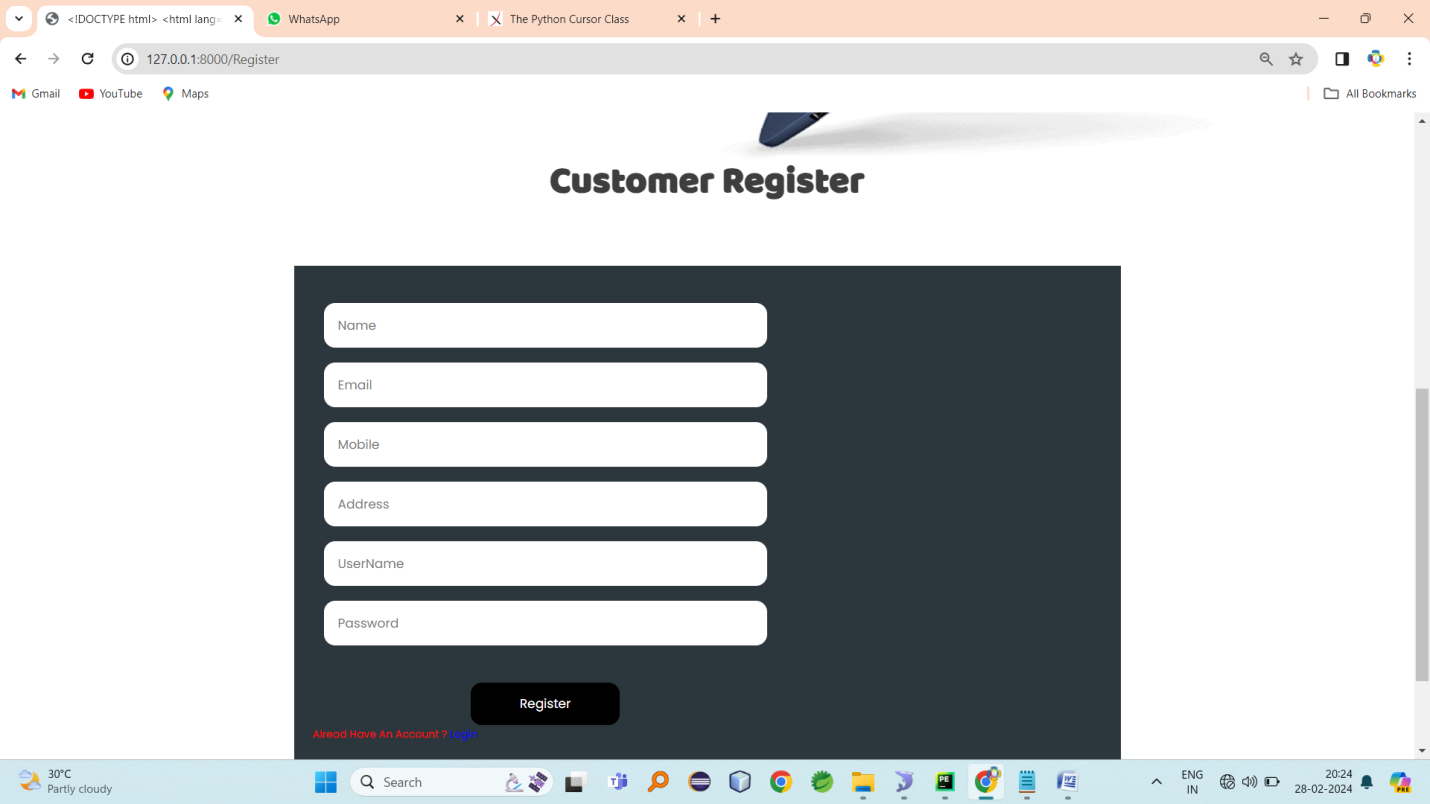 <!DOCTYPE html> <html lang=
WhatsApp
The Python Cursor Class
127.0.0.1:8000/Register
Gmail
YouTube
Maps
All Bookmarks
Customer Register
Name
Email
Mobile
Address
UserName
Password
Register
Alread Have An Account ? Login
30°C
Partly cloudy
Search
ENG
IN
20:24
28-02-2024